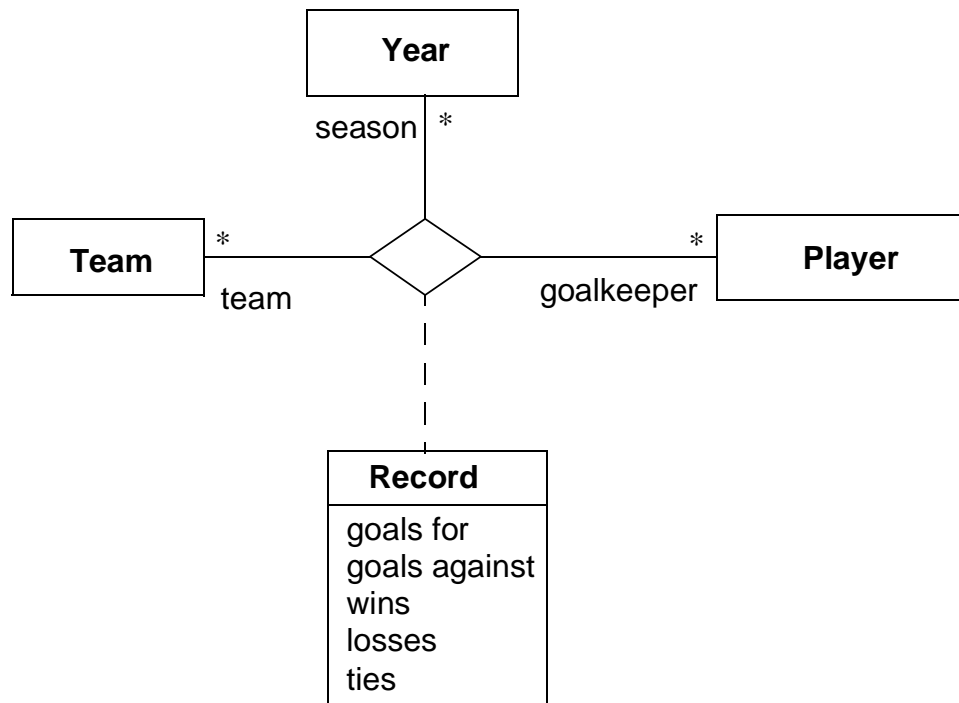 Year
season *
Team
*
team
*
goalkeeper
Player
Record
goals for
goals against
wins
losses
ties